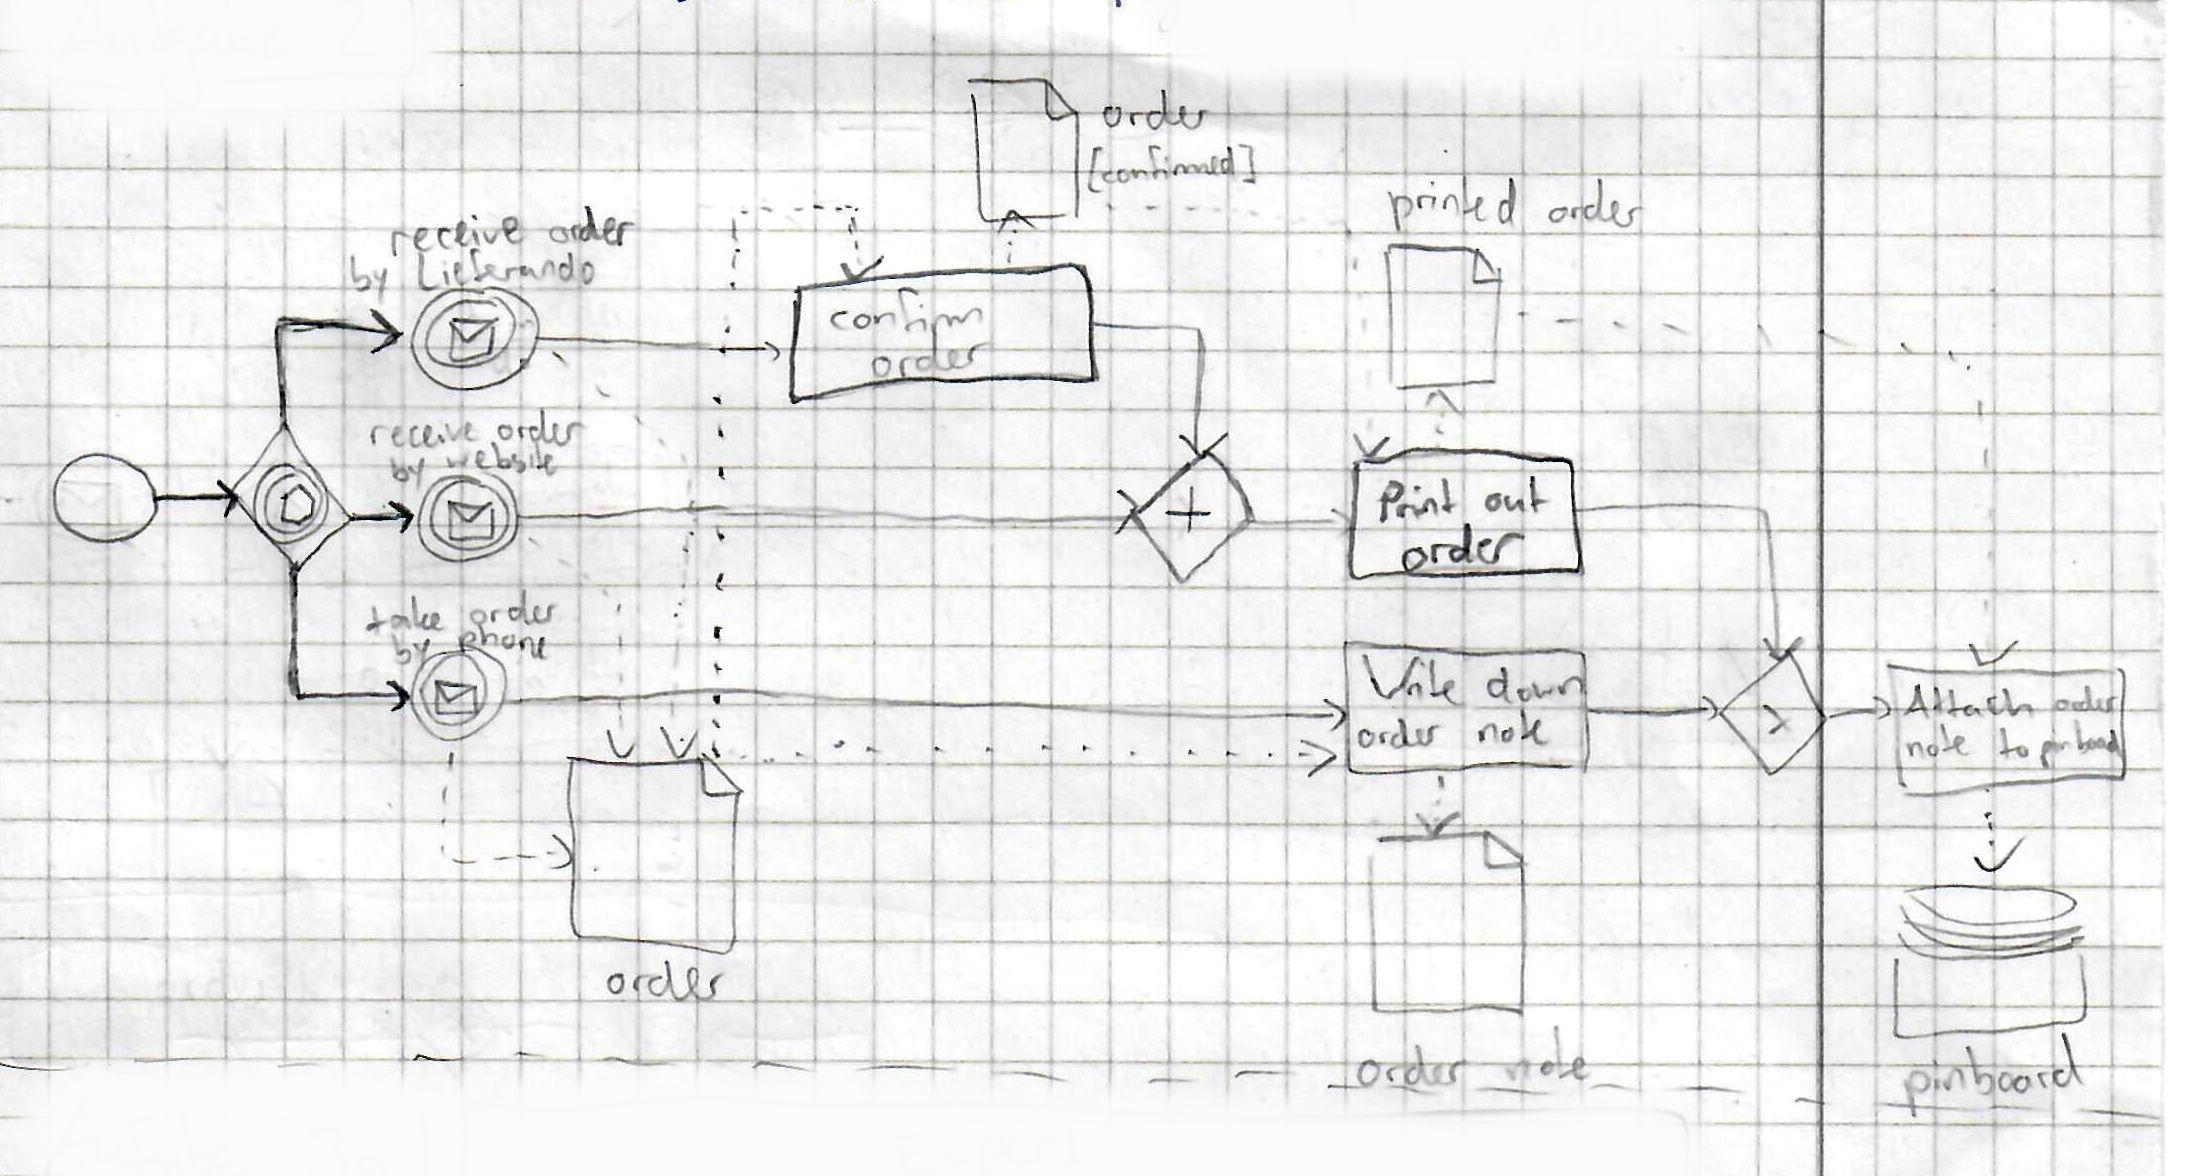 order
[confirmed]
printed order
receive order
by Lieferando
confirm
order
receive order
by website
Print out
order
take order
by phone
Write down
order note
Attach order
note to pinboard
order
order note
pinboard